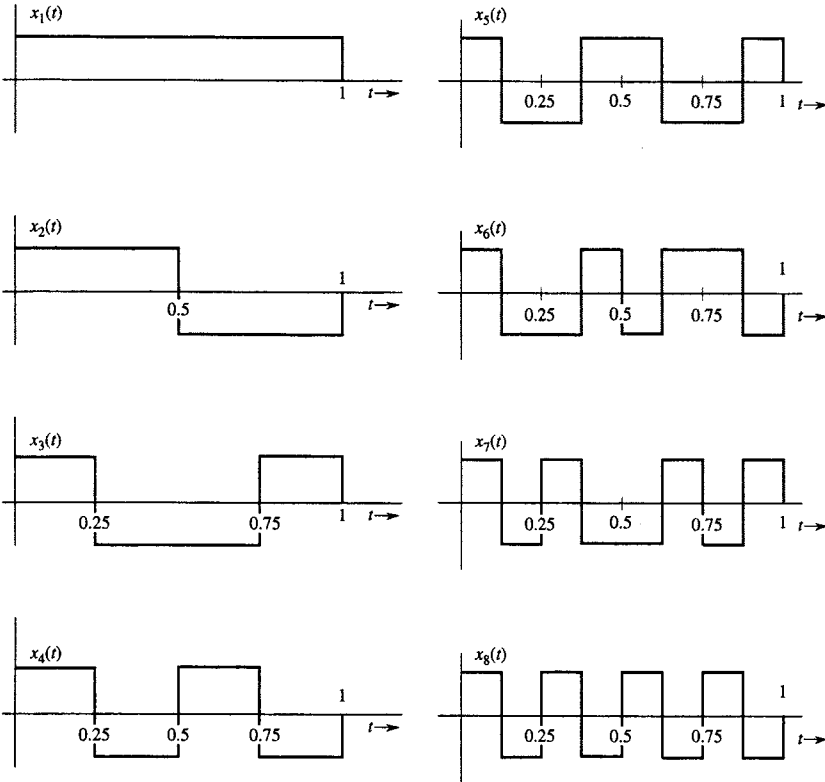 x₁(t)
1 t→
x₂(t)
1
0.5 t→
x₃(t)
0.25 0.75 1 t→
x₄(t)
1
0.25 0.5 0.75 t→
x₅(t)
0.25 0.5 0.75 1 t→
x₆(t)
1
0.25 0.5 0.75 t→
x₇(t)
0.25 0.5 0.75 1 t→
x₈(t)
1
0.25 0.5 0.75 t→